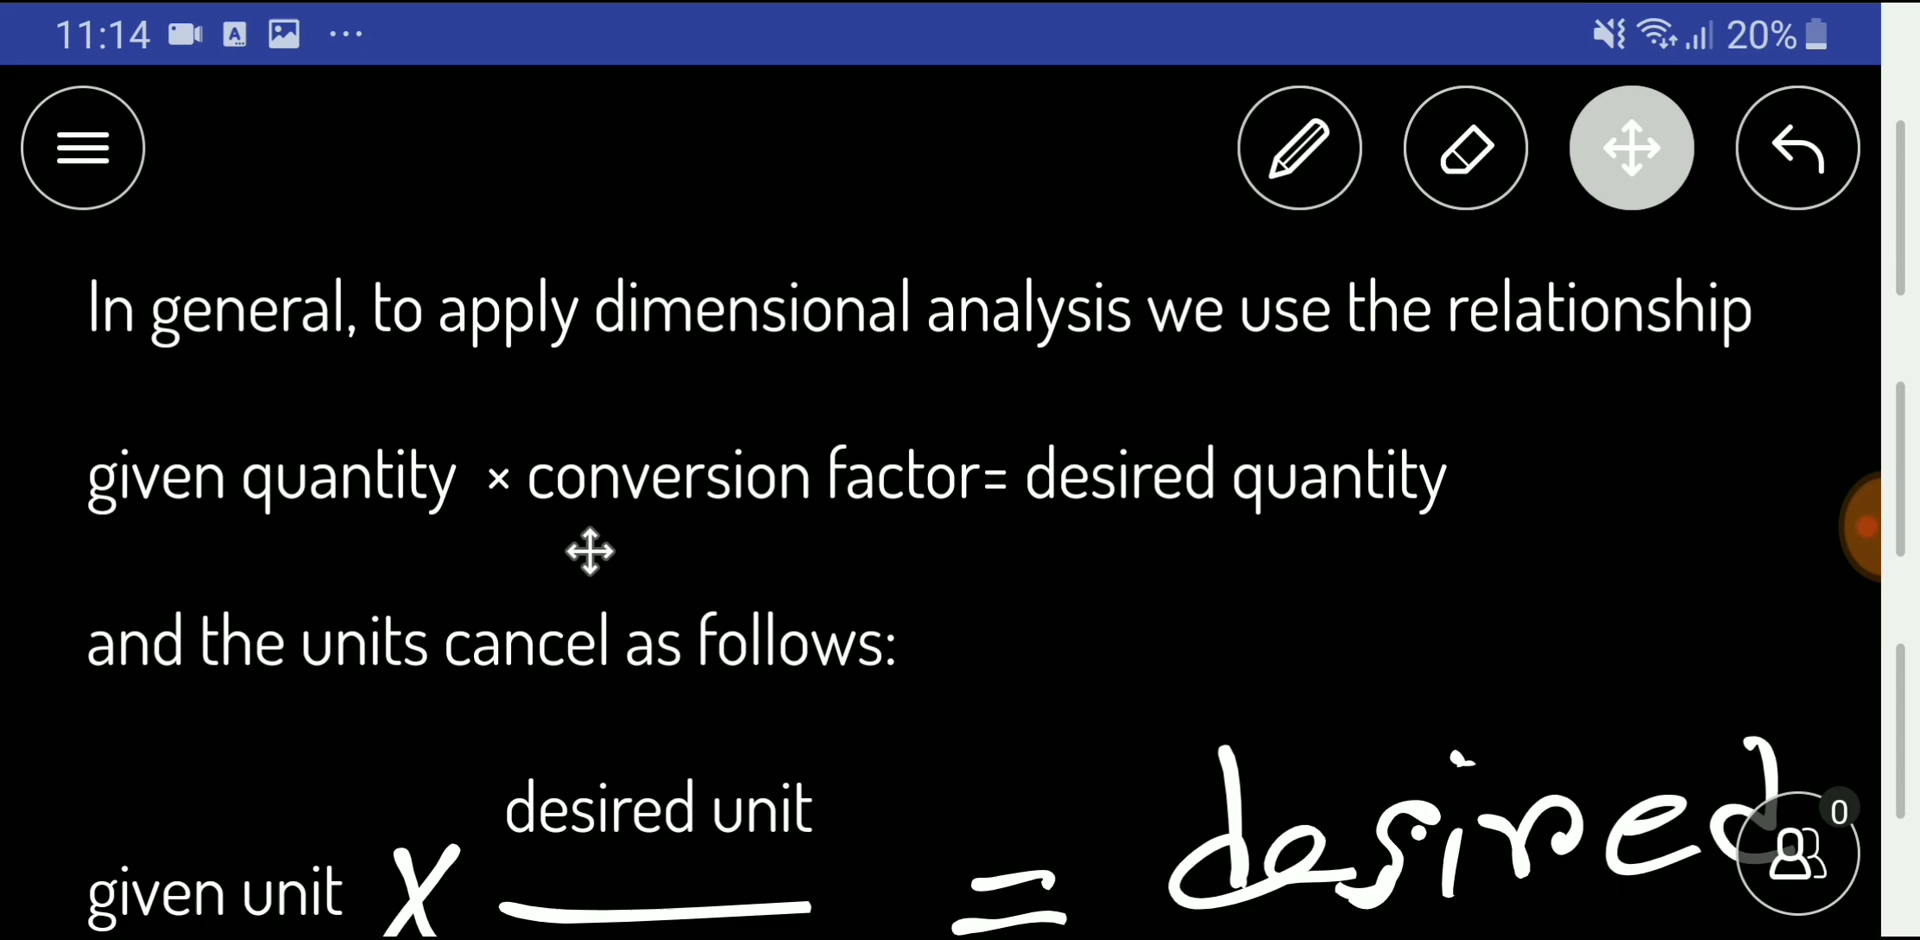 11:14 A 20%
In general, to apply dimensional analysis we use the relationship
given quantity × conversion factor= desired quantity
and the units cancel as follows:
desired unit
given unit X = desired
0